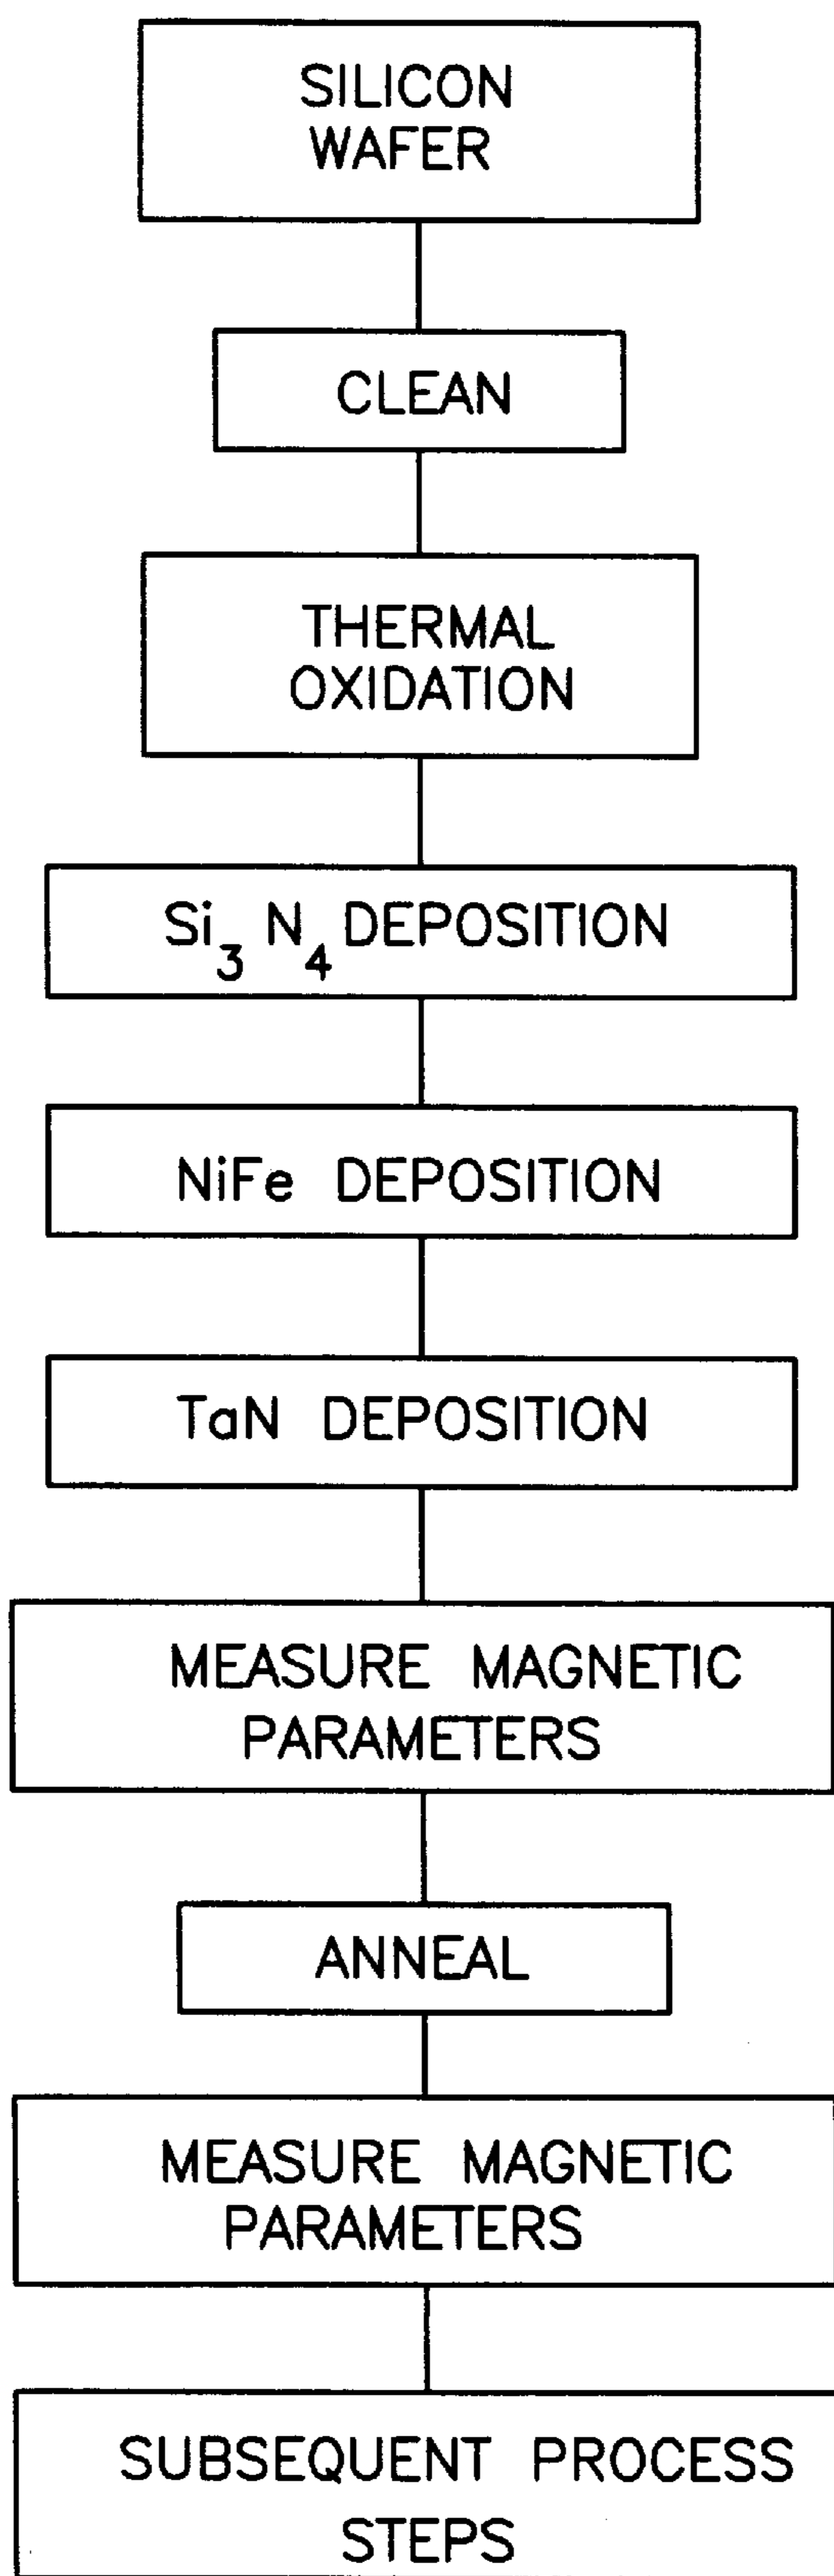 SILICON
WAFER
CLEAN
THERMAL
OXIDATION
Si₃ N₄ DEPOSITION
NiFe DEPOSITION
TaN DEPOSITION
MEASURE MAGNETIC
PARAMETERS
ANNEAL
MEASURE MAGNETIC
PARAMETERS
SUBSEQUENT PROCESS
STEPS